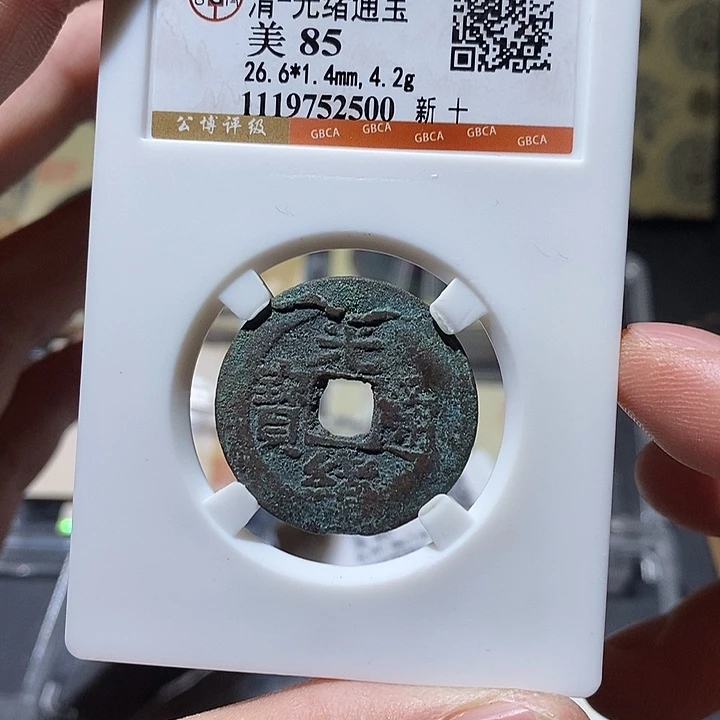 清-光绪通宝
美 85
26.6*1.4mm, 4.2g
1119752500 新 十
公博评级 GBCA GBCA GBCA GBCA GBCA
光
寶 通
緒